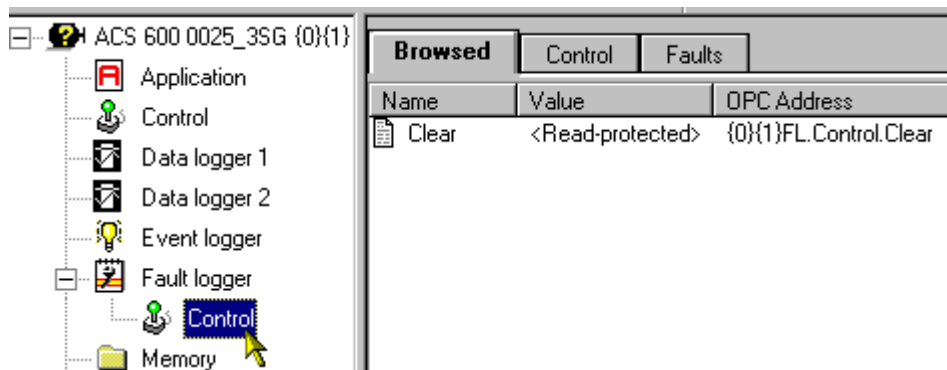 ACS 600 0025_3SG {0}{1}
Application
Control
Data logger 1
Data logger 2
Event logger
Fault logger
Control
Memory
Browsed Control Faults
Name Value OPC Address
Clear <Read-protected> {0}{1}FL.Control.Clear